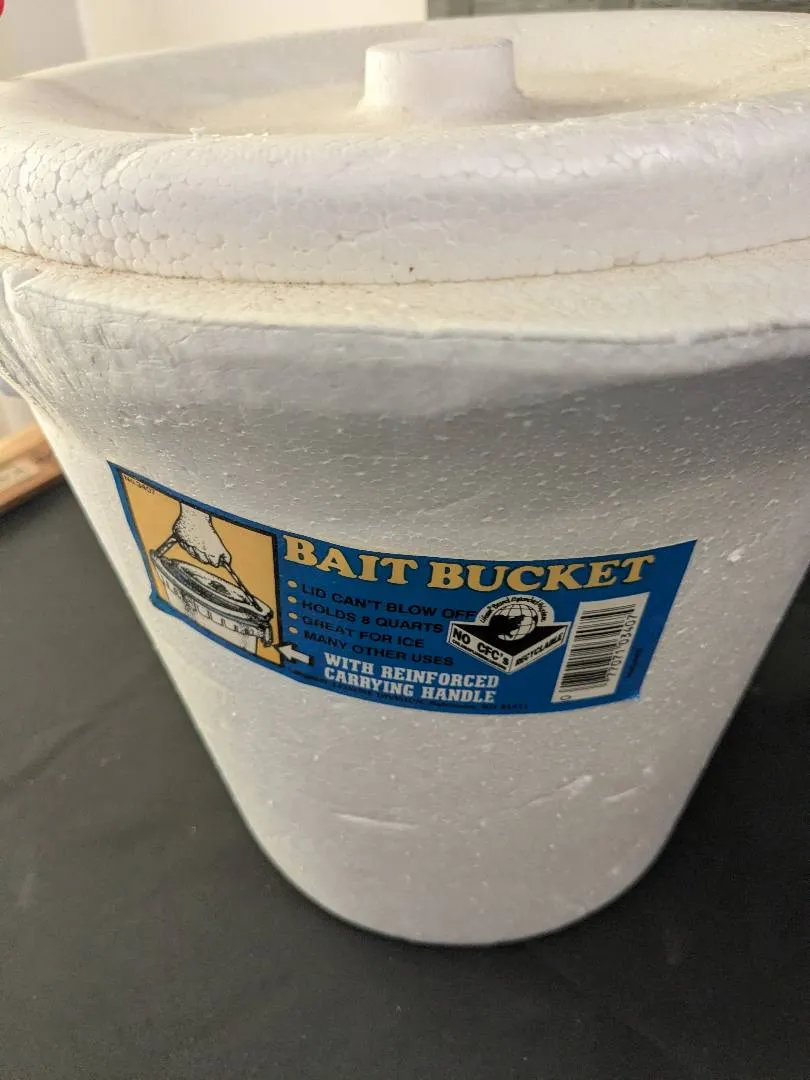 BAIT BUCKET
• LID CAN'T BLOW OFF
• HOLDS 8 QUARTS
• GREAT FOR ICE
• MANY OTHER USES
WITH REINFORCED
CARRYING HANDLE
NO CFC's
RECYCLABLE
DIVISION